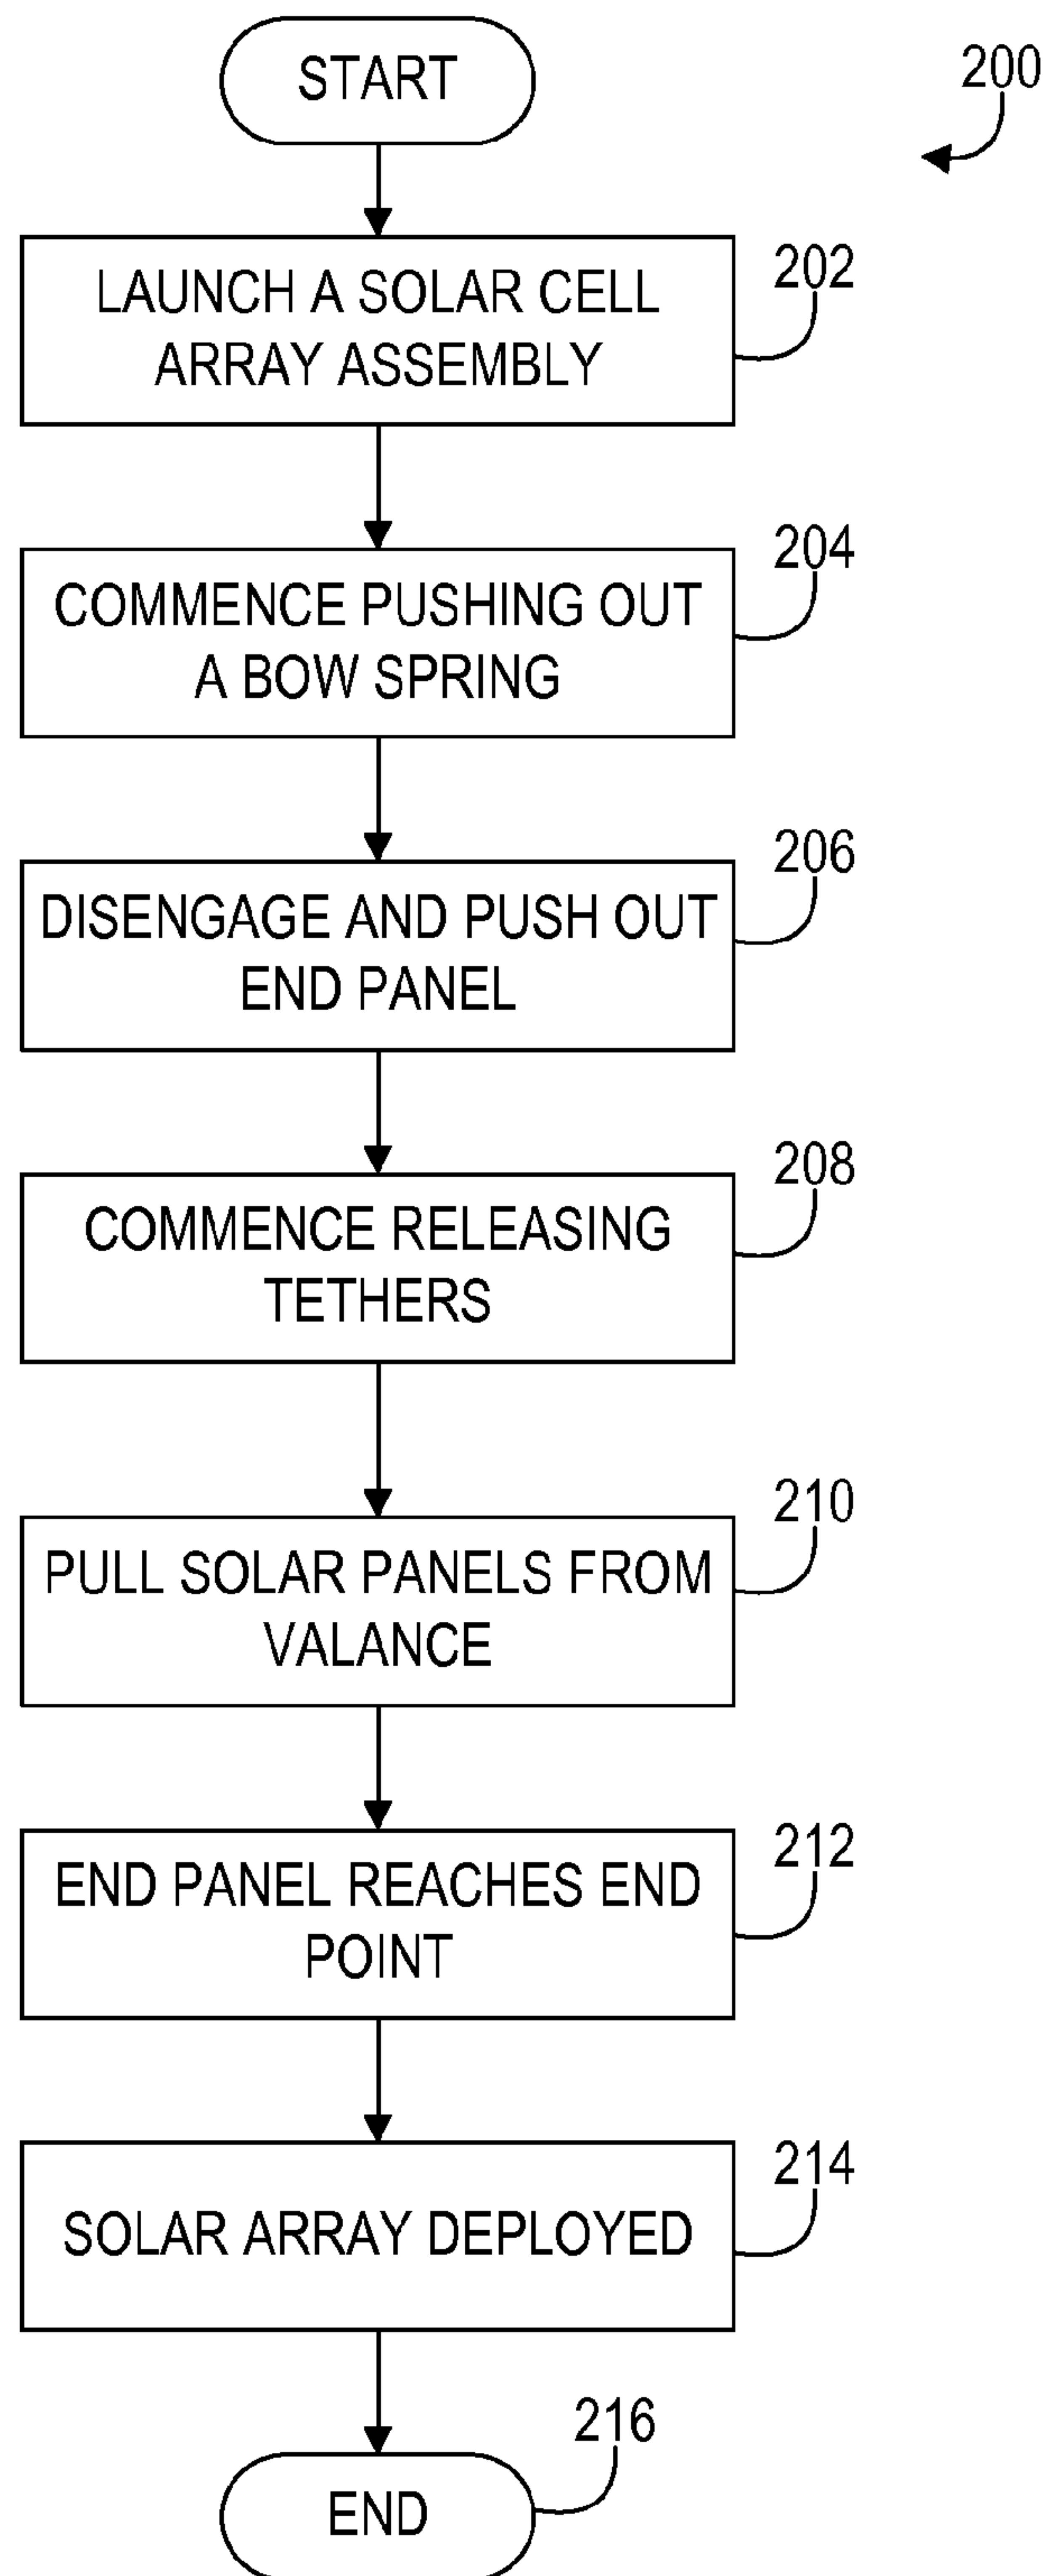 START
200
LAUNCH A SOLAR CELL
ARRAY ASSEMBLY
202
COMMENCE PUSHING OUT
A BOW SPRING
204
DISENGAGE AND PUSH OUT
END PANEL
206
COMMENCE RELEASING
TETHERS
208
PULL SOLAR PANELS FROM
VALANCE
210
END PANEL REACHES END
POINT
212
SOLAR ARRAY DEPLOYED
214
END
216